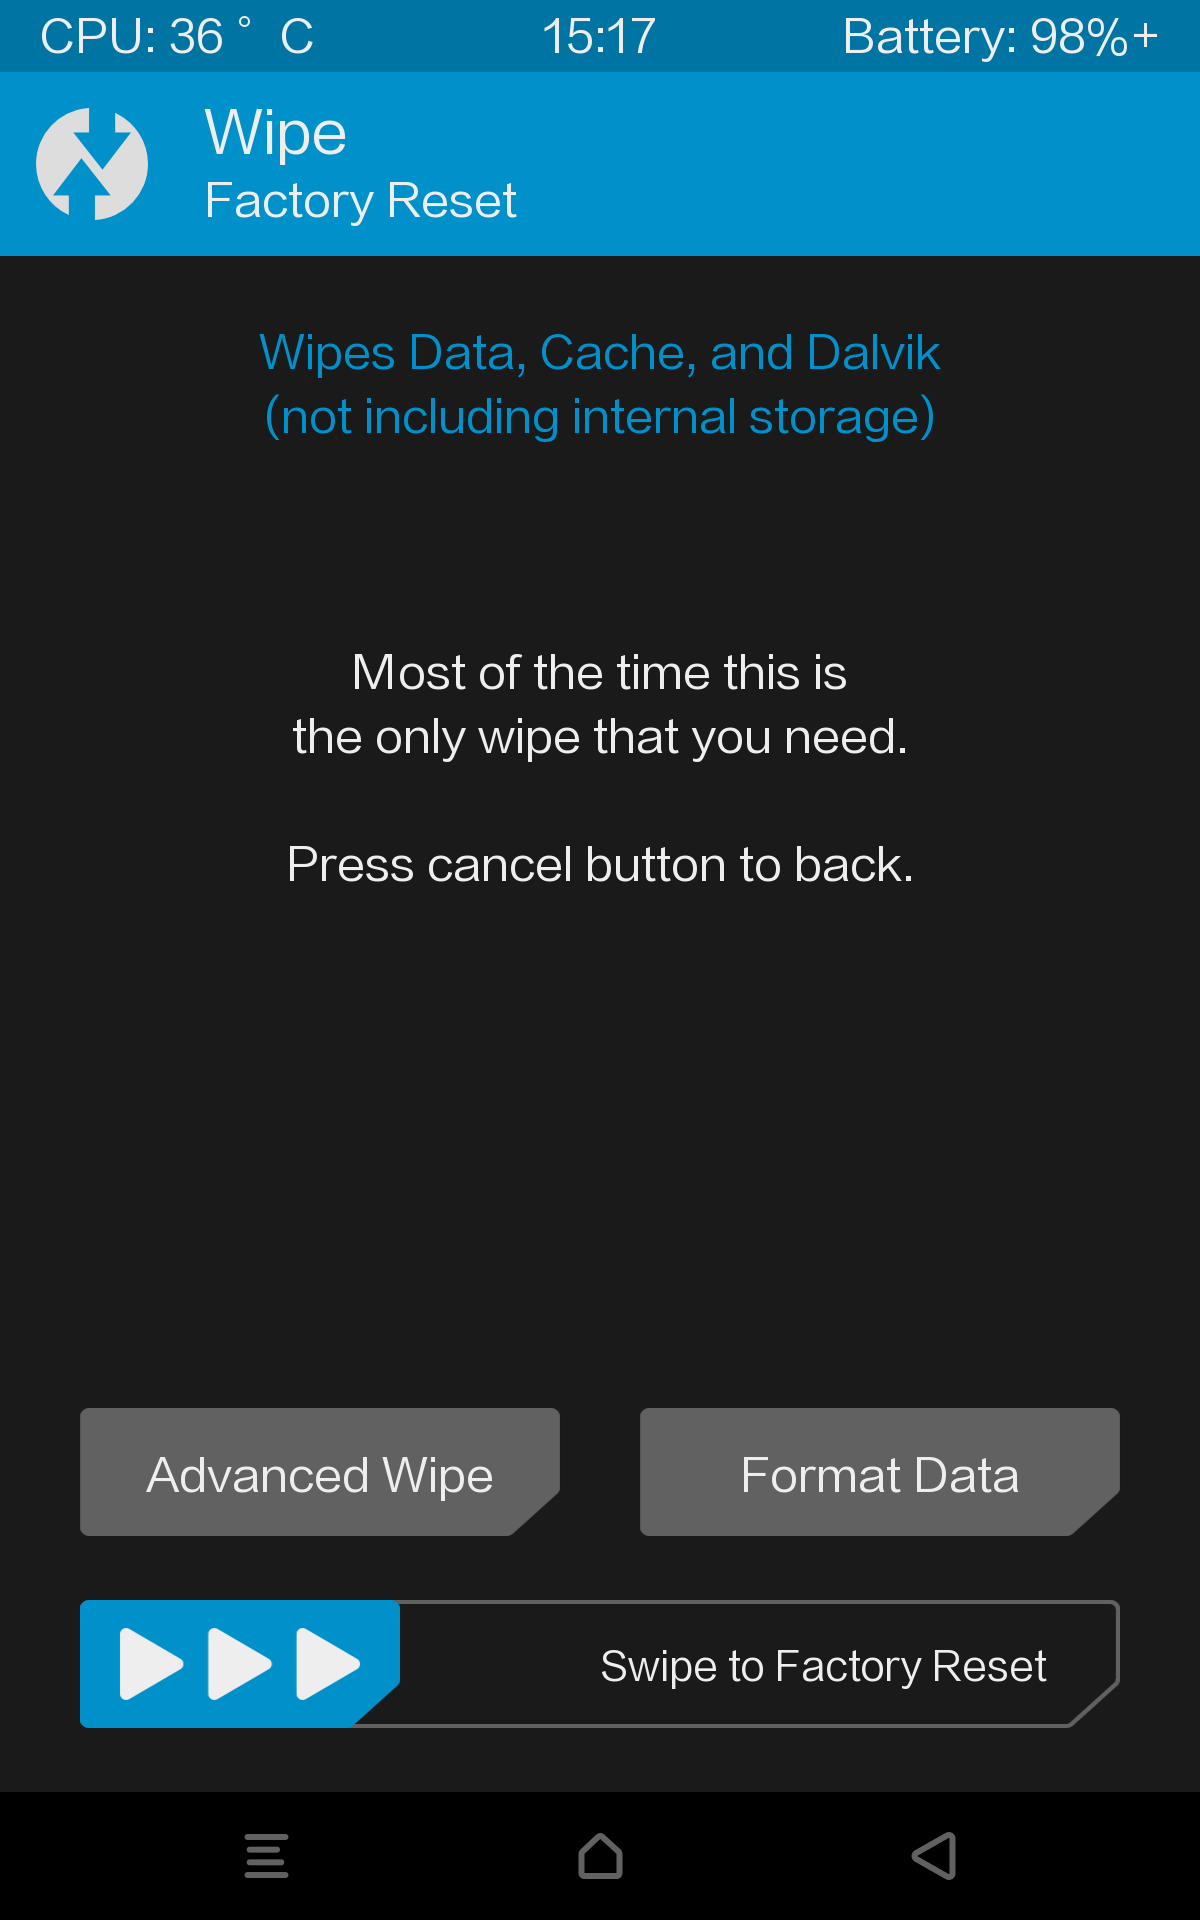 CPU: 36 ° C 15:17 Battery: 98%+
Wipe
Factory Reset
Wipes Data, Cache, and Dalvik
(not including internal storage)
Most of the time this is
the only wipe that you need.
Press cancel button to back.
Advanced Wipe Format Data
Swipe to Factory Reset